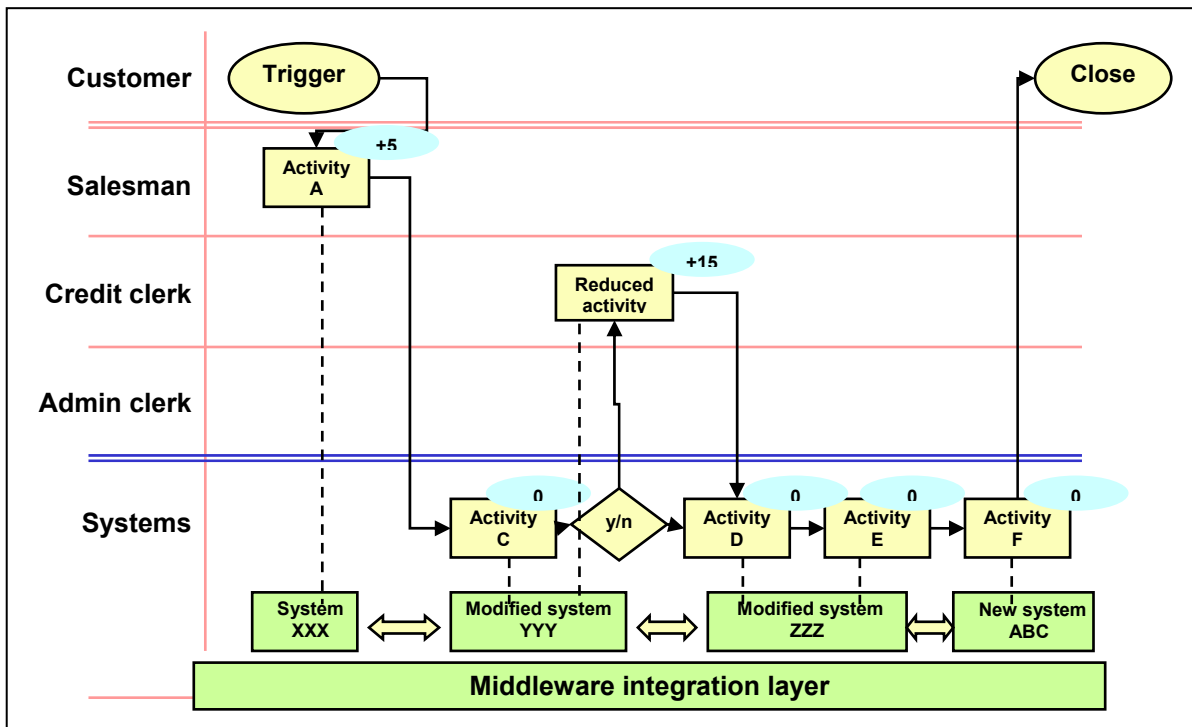 Customer
Trigger
Close
+5
Salesman
Activity
A
+15
Credit clerk
Reduced
activity
Admin clerk
0
0
0
0
Systems
Activity
C
y/n
Activity
D
Activity
E
Activity
F
System
XXX
Modified system
YYY
Modified system
ZZZ
New system
ABC
Middleware integration layer